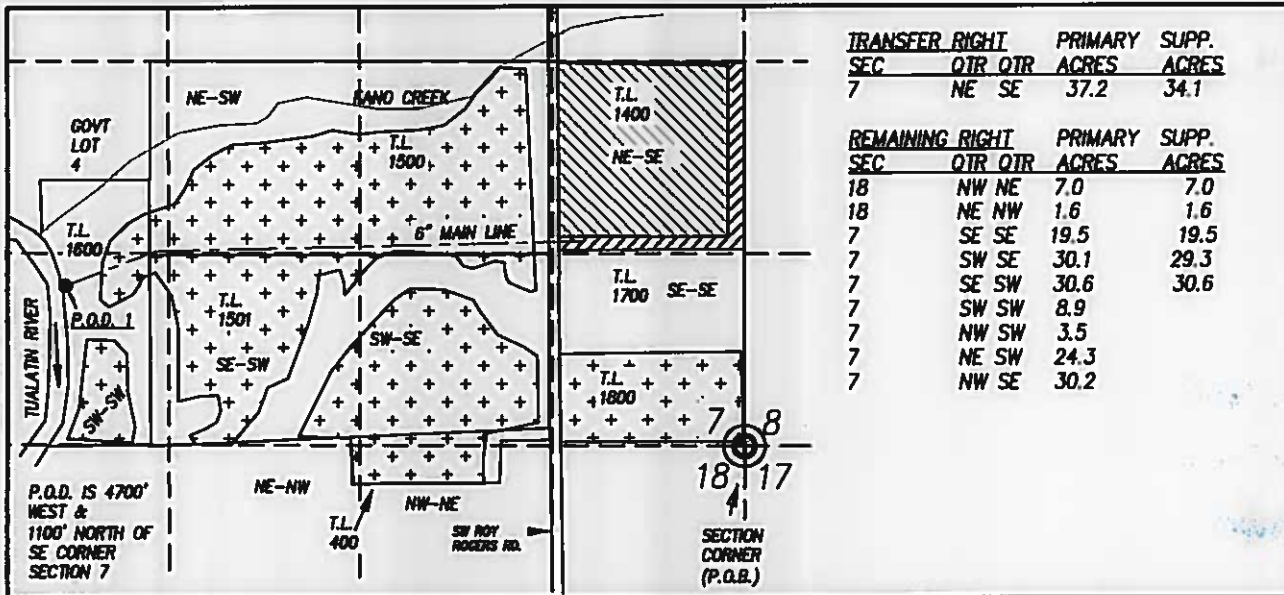 TRANSFER RIGHT PRIMARY SUPP.
SEC QTR QTR ACRES ACRES
7 NE SE 37.2 34.1
REMAINING RIGHT PRIMARY SUPP.
SEC QTR QTR ACRES ACRES
18 NW NE 7.0 7.0
18 NE NW 1.6 1.6
7 SE SE 19.5 19.5
7 SW SE 30.1 29.3
7 SE SW 30.6 30.6
7 SW SW 8.9
7 NW SW 3.5
7 NE SW 24.3
7 NW SE 30.2
NE-SW
GOVT
LOT
4
T.L.
1500
T.L.
1400
NE-SE
T.L.
1600
6" MAIN LINE
P.O.D. 1
TUALATIN RIVER
T.L.
1501
SE-SW
SW-SE
SW-SW
T.L.
1700 SE-SE
T.L.
1800
7 8
18 17
NE-NW
NW-NE
T.L.
400
SW ROY
ROGERS RD.
P.O.D. IS 4700'
WEST &
1100' NORTH OF
SE CORNER
SECTION 7
SECTION
CORNER
(P.O.B.)
CREEK